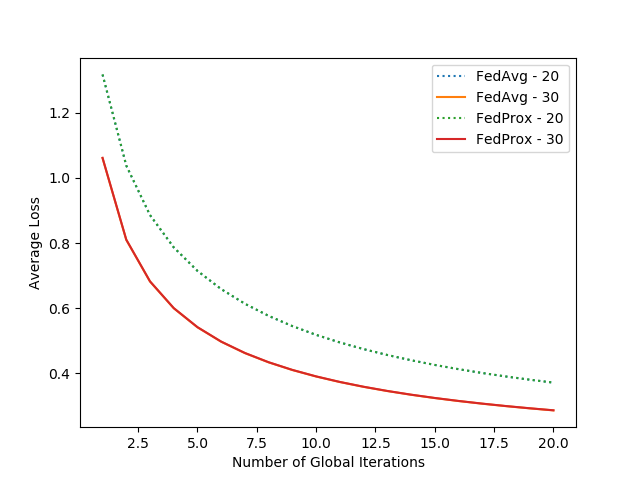 FedAvg - 20
FedAvg - 30
FedProx - 20
FedProx - 30
1.2
1.0
0.8
0.6
0.4
Average Loss
2.5 5.0 7.5 10.0 12.5 15.0 17.5 20.0
Number of Global Iterations